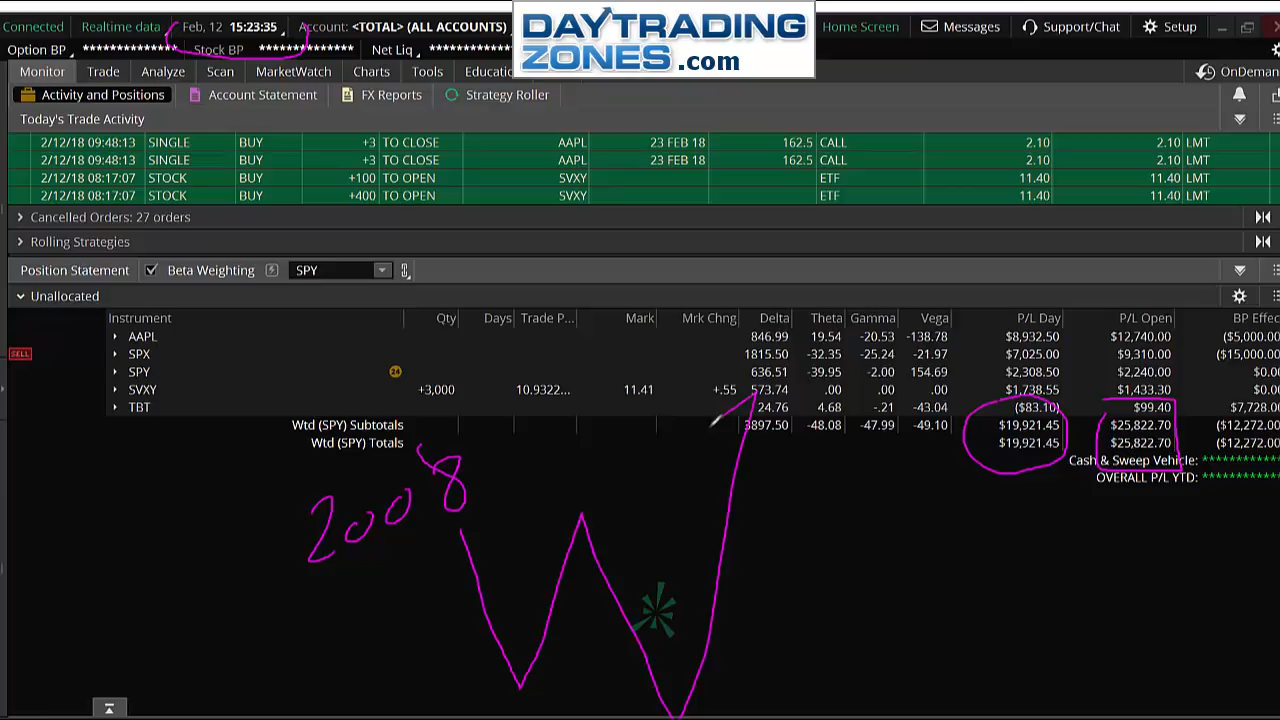 Connected Realtime data Feb, 12 15:23:35 Account: <TOTAL> (ALL ACCOUNTS) DAYTRADING ZONES.com Home Screen Messages Support/Chat Setup
Option BP ******** Stock BP ******** Net Liq ********
Monitor Trade Analyze Scan MarketWatch Charts Tools OnDeman
Activity and Positions Account Statement FX Reports Strategy Roller
Today's Trade Activity
2/12/18 09:48:13 SINGLE BUY +3 TO CLOSE AAPL 23 FEB 18 162.5 CALL 2.10 2.10 LMT
2/12/18 09:48:13 SINGLE BUY +3 TO CLOSE AAPL 23 FEB 18 162.5 CALL 2.10 2.10 LMT
2/12/18 08:17:07 STOCK BUY +100 TO OPEN SVXY ETF 11.40 11.40 LMT
2/12/18 08:17:07 STOCK BUY +400 TO OPEN SVXY ETF 11.40 11.40 LMT
Cancelled Orders: 27 orders
Rolling Strategies
Position Statement Beta Weighting SPY
Unallocated
Instrument Qty Days Trade P... Mark Mrk Chng Delta Theta Gamma Vega P/L Day P/L Open BP Effec
AAPL 846.99 19.54 -20.53 -138.78 $8,932.50 $12,740.00 ($5,000.00
SELL SPX 1815.50 -32.35 -25.24 -21.97 $7,025.00 $9,310.00 ($15,000.00
SPY 24 636.51 -39.95 -2.00 154.69 $2,308.50 $2,240.00 $0.00
SVXY +3,000 10.9322... 11.41 +.55 573.74 .00 .00 .00 $1,738.55 $1,433.30 $0.00
TBT 24.76 4.68 -.21 -43.04 ($83.10) $99.40 $7,728.00
Wtd (SPY) Subtotals 3897.50 -48.08 -47.99 -49.10 $19,921.45 $25,822.70 ($12,272.00
Wtd (SPY) Totals $19,921.45 $25,822.70 ($12,272.00
Cash & Sweep Vehicle: ********
OVERALL P/L YTD: ********
2008